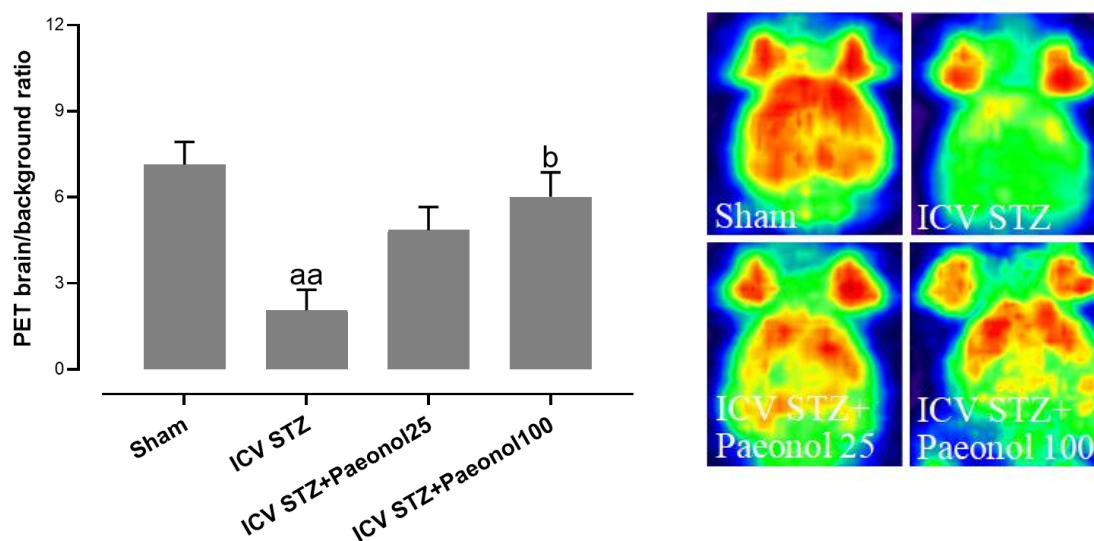 PET brain/background ratio
12
9
6
3
0
aa
b
Sham
ICV STZ
ICV STZ+Paeonol25
ICV STZ+Paeonol100
Sham
ICV STZ
ICV STZ+
Paeonol 25
ICV STZ+
Paeonol 100